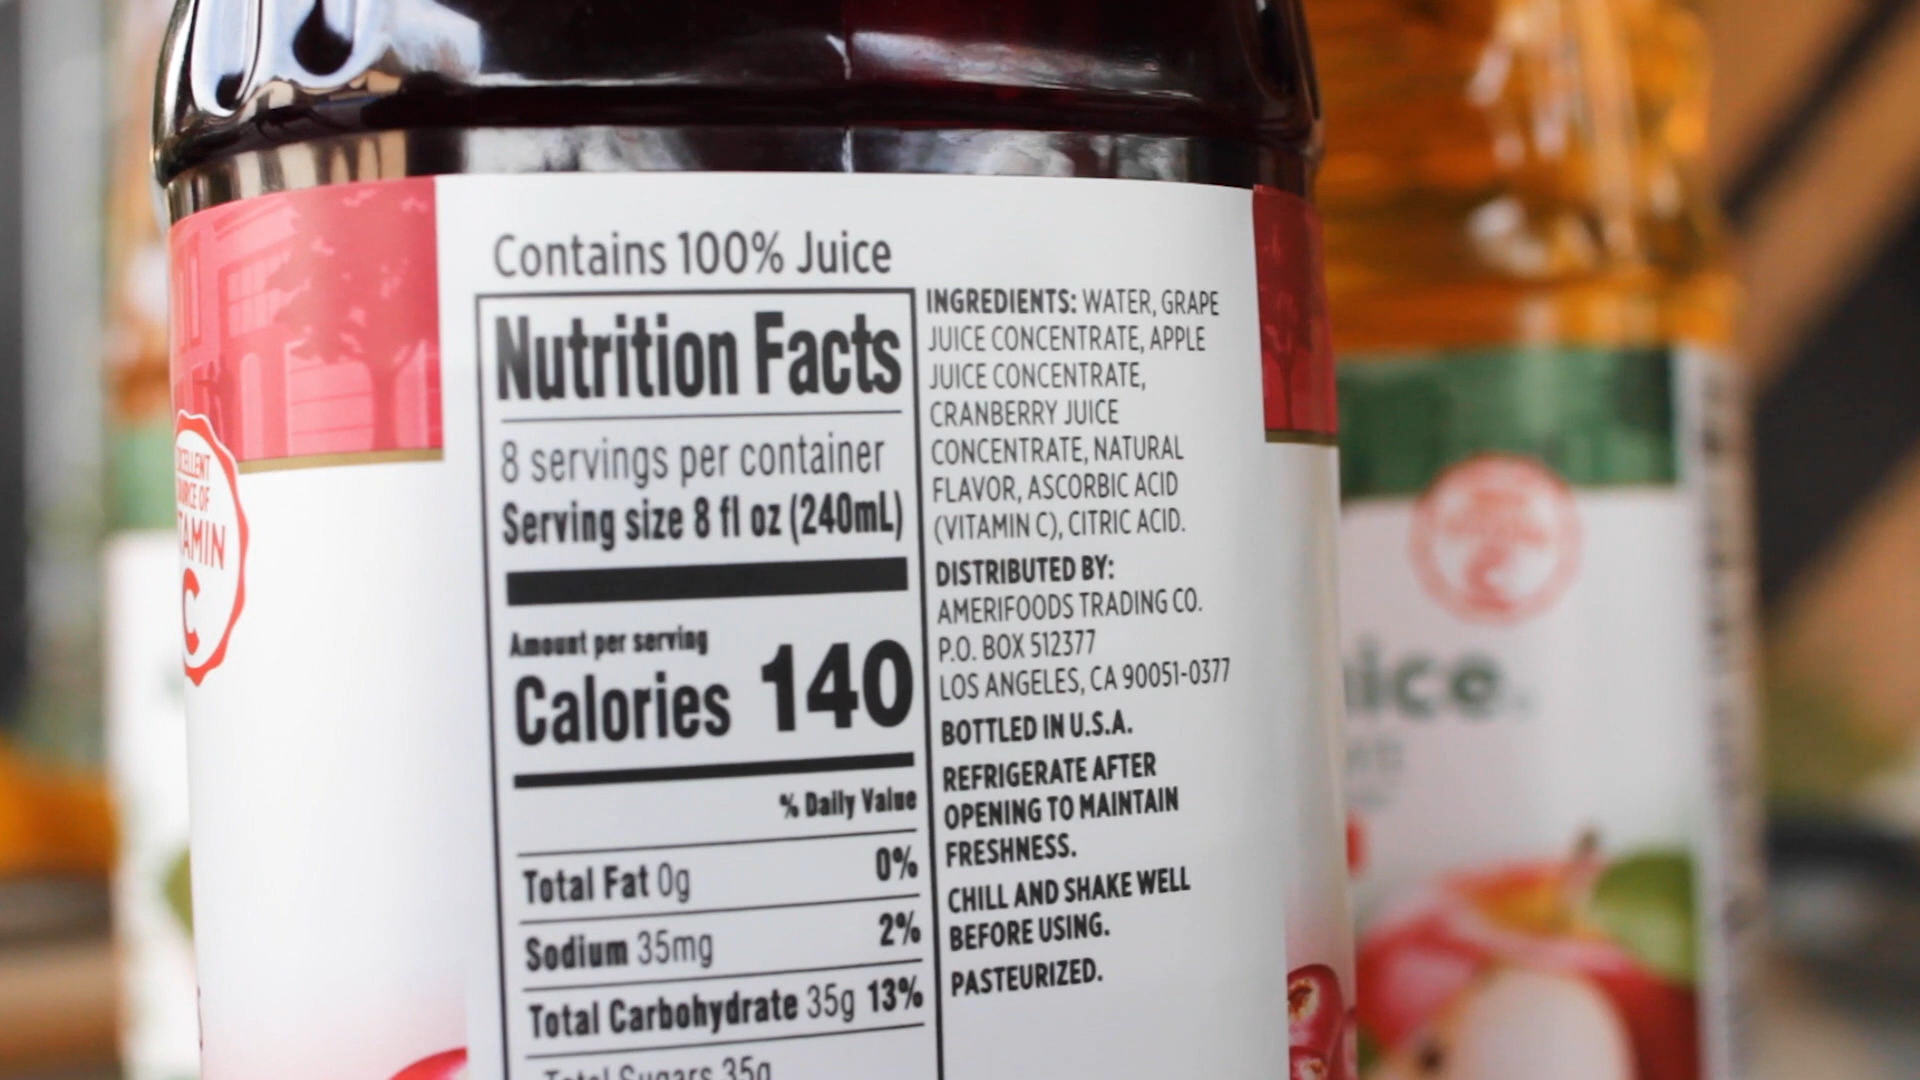 Contains 100% Juice
Nutrition Facts
8 servings per container
Serving size 8 fl oz (240mL)
Amount per serving
Calories 140
% Daily Value
Total Fat 0g 0%
Sodium 35mg 2%
Total Carbohydrate 35g 13%
Total Sugars 35g
INGREDIENTS: WATER, GRAPE
JUICE CONCENTRATE, APPLE
JUICE CONCENTRATE,
CRANBERRY JUICE
CONCENTRATE, NATURAL
FLAVOR, ASCORBIC ACID
(VITAMIN C), CITRIC ACID.
DISTRIBUTED BY:
AMERIFOODS TRADING CO.
P.O. BOX 512377
LOS ANGELES, CA 90051-0377
BOTTLED IN U.S.A.
REFRIGERATE AFTER
OPENING TO MAINTAIN
FRESHNESS.
CHILL AND SHAKE WELL
BEFORE USING.
PASTEURIZED.
OF
C